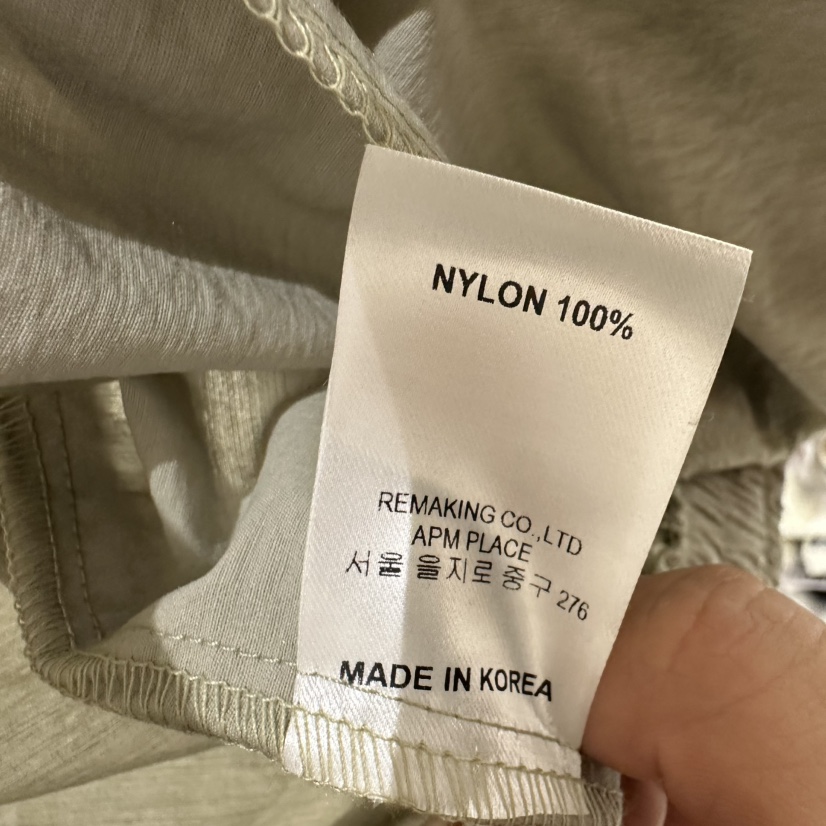 NYLON 100%
REMAKING CO.,LTD
APM PLACE
서울 을지로 중구 276
MADE IN KOREA